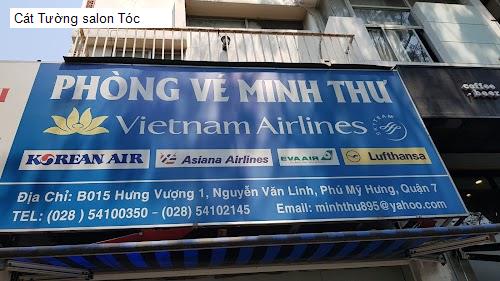 Cát Tường salon Tóc
PHÒNG VÉ MINH THƯ
Vietnam Airlines
SKYTEAM
KOREAN AIR
Asiana Airlines
EVA AIR
Lufthansa
Địa Chỉ: B015 Hưng Vượng 1, Nguyễn Văn Linh, Phú Mỹ Hưng, Quận 7
TEL: (028 ) 54100350 - (028) 54102145 Email: minhthu895@yahoo.com
coffee
beer